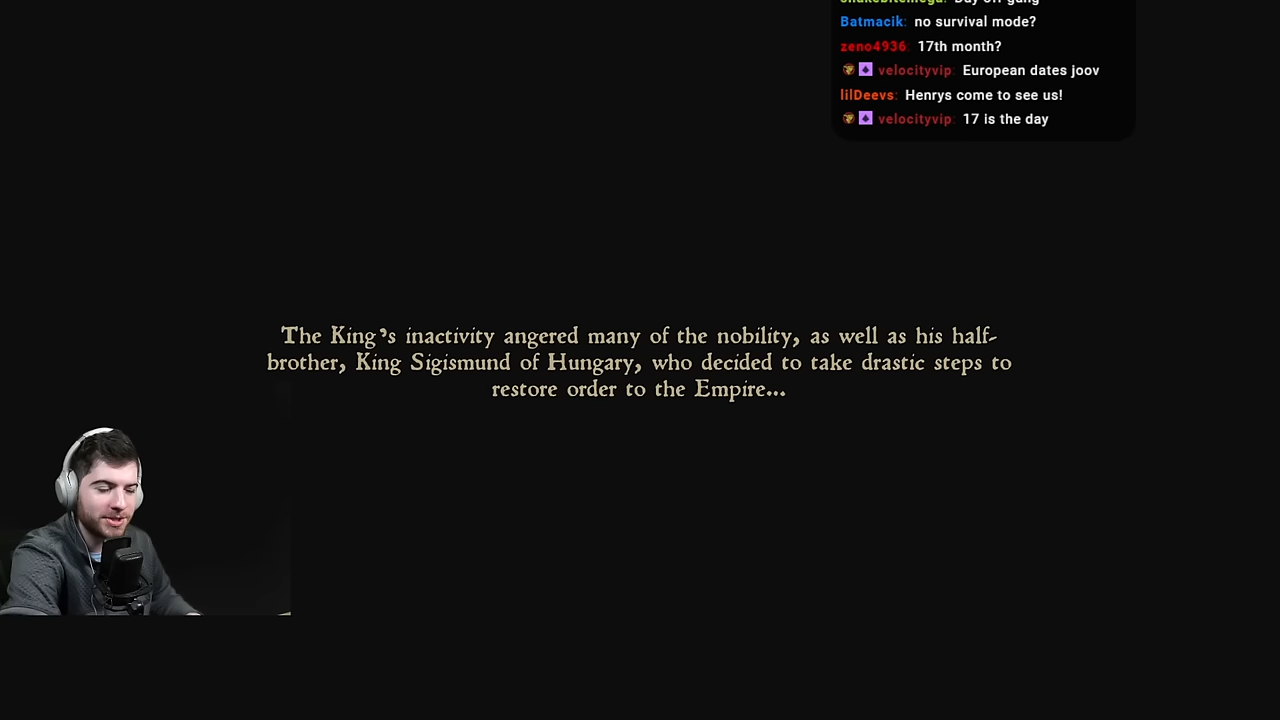 Batmacik: no survival mode?
zeno4936: 17th month?
velocityvip: European dates joov
lilDeevs: Henrys come to see us!
velocityvip: 17 is the day
The King's inactivity angered many of the nobility, as well as his half-
brother, King Sigismund of Hungary, who decided to take drastic steps to
restore order to the Empire...